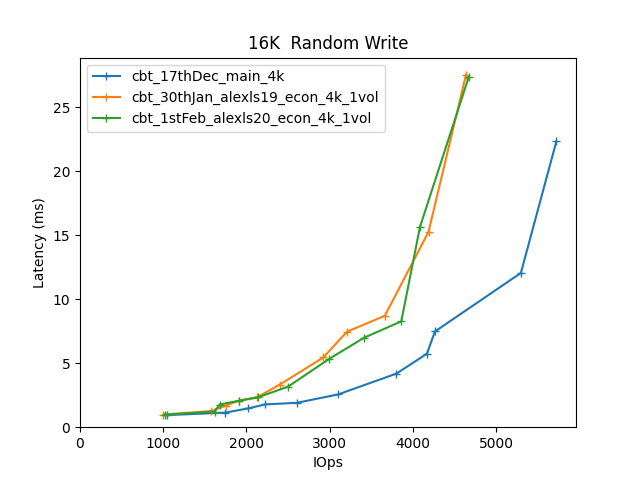 16K  Random Write
cbt_17thDec_main_4k
cbt_30thJan_alexls19_econ_4k_1vol
cbt_1stFeb_alexls20_econ_4k_1vol
Latency (ms)
25
20
15
10
5
0
0 1000 2000 3000 4000 5000
IOps